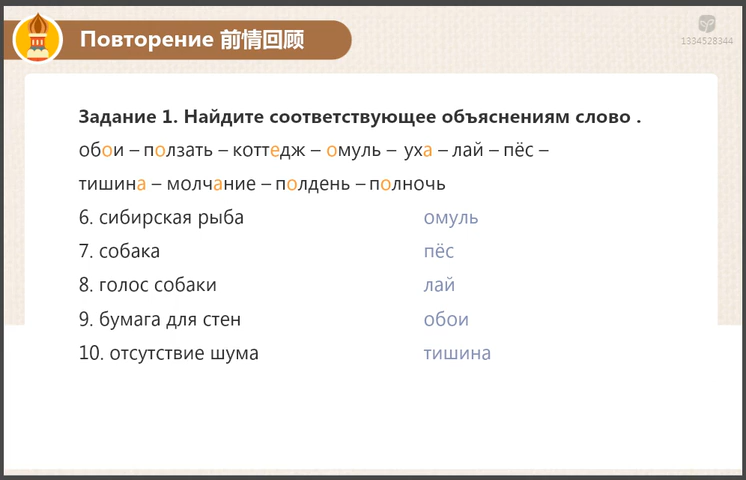 Повторение 前情回顾
1334528344
Задание 1. Найдите соответствующее объяснениям слово .
обои – ползать – коттедж – омуль – уха – лай – пёс –
тишина – молчание – полдень – полночь
6. сибирская рыба омуль
7. собака пёс
8. голос собаки лай
9. бумага для стен обои
10. отсутствие шума тишина